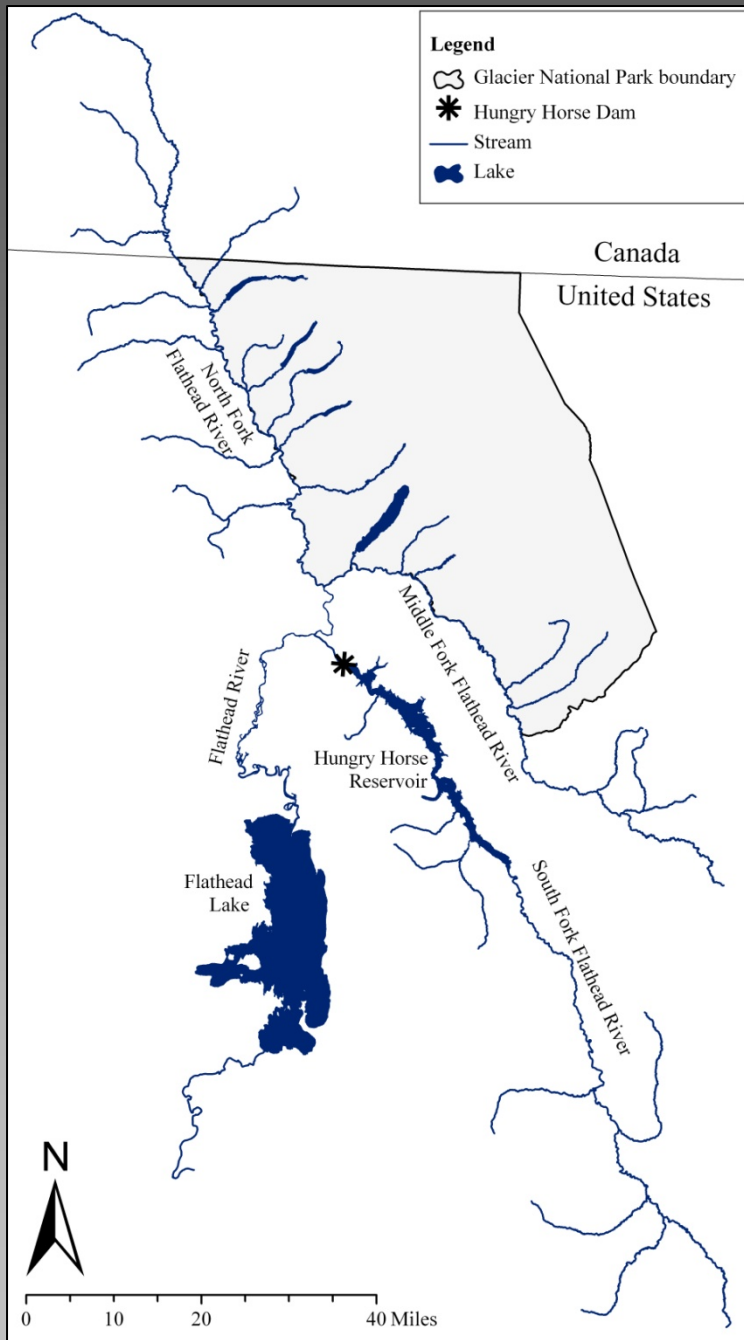 Legend
Glacier National Park boundary
Hungry Horse Dam
Stream
Lake
Canada
United States
North Fork
Flathead River
Middle Fork Flathead River
Flathead River
Hungry Horse
Reservoir
Flathead
Lake
South Fork Flathead River
N
0 10 20 40 Miles